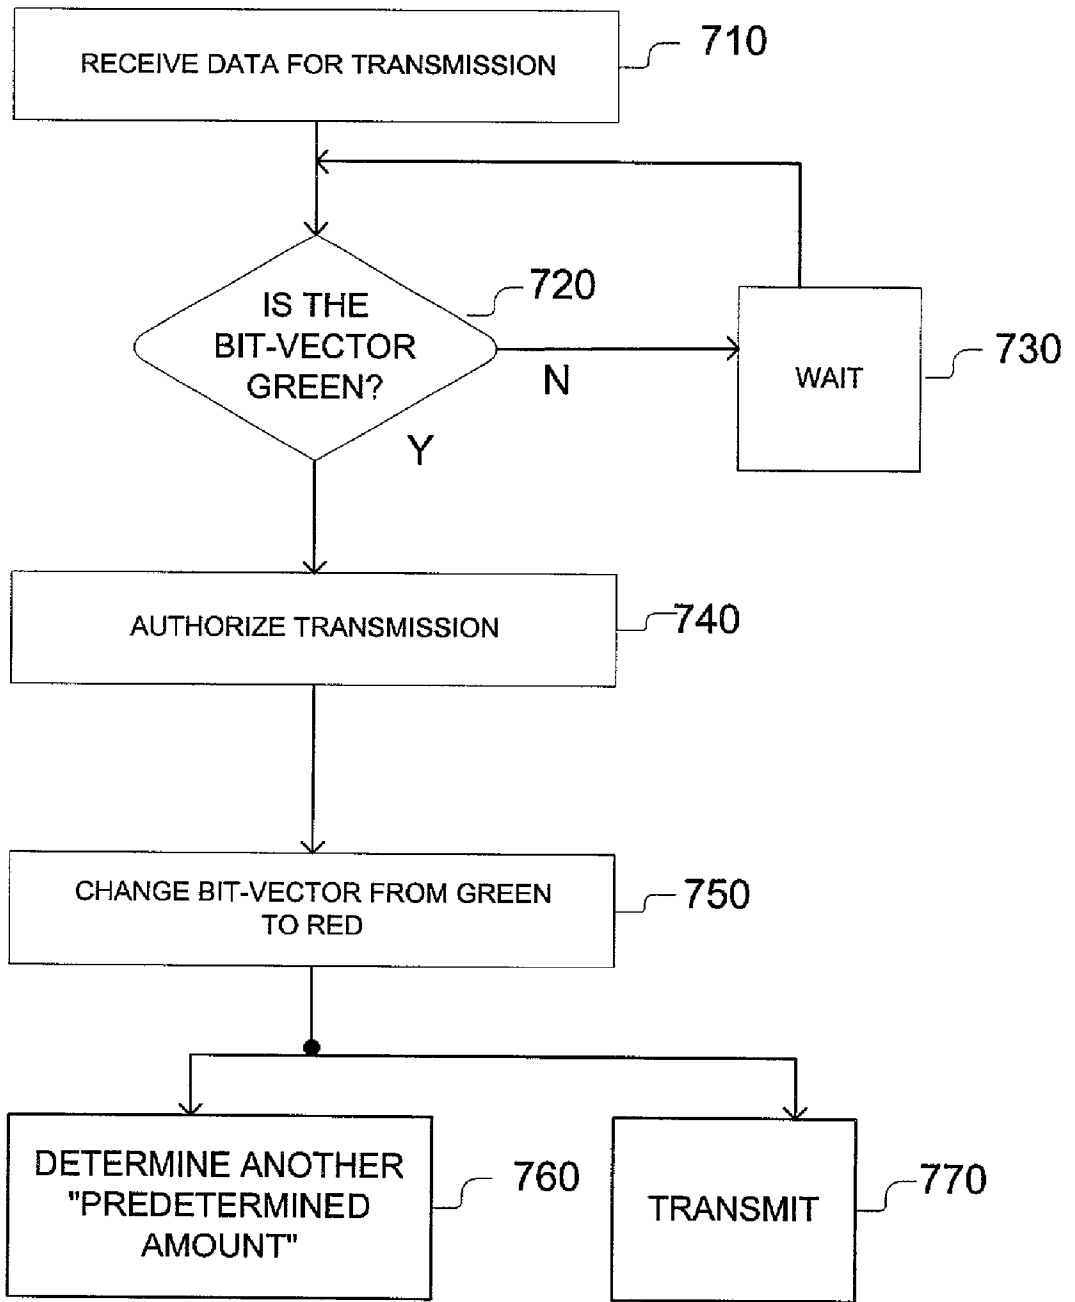 RECEIVE DATA FOR TRANSMISSION
710
IS THE
BIT-VECTOR
GREEN?
720
N
Y
WAIT
730
AUTHORIZE TRANSMISSION
740
CHANGE BIT-VECTOR FROM GREEN
TO RED
750
DETERMINE ANOTHER
"PREDETERMINED
AMOUNT"
760
TRANSMIT
770